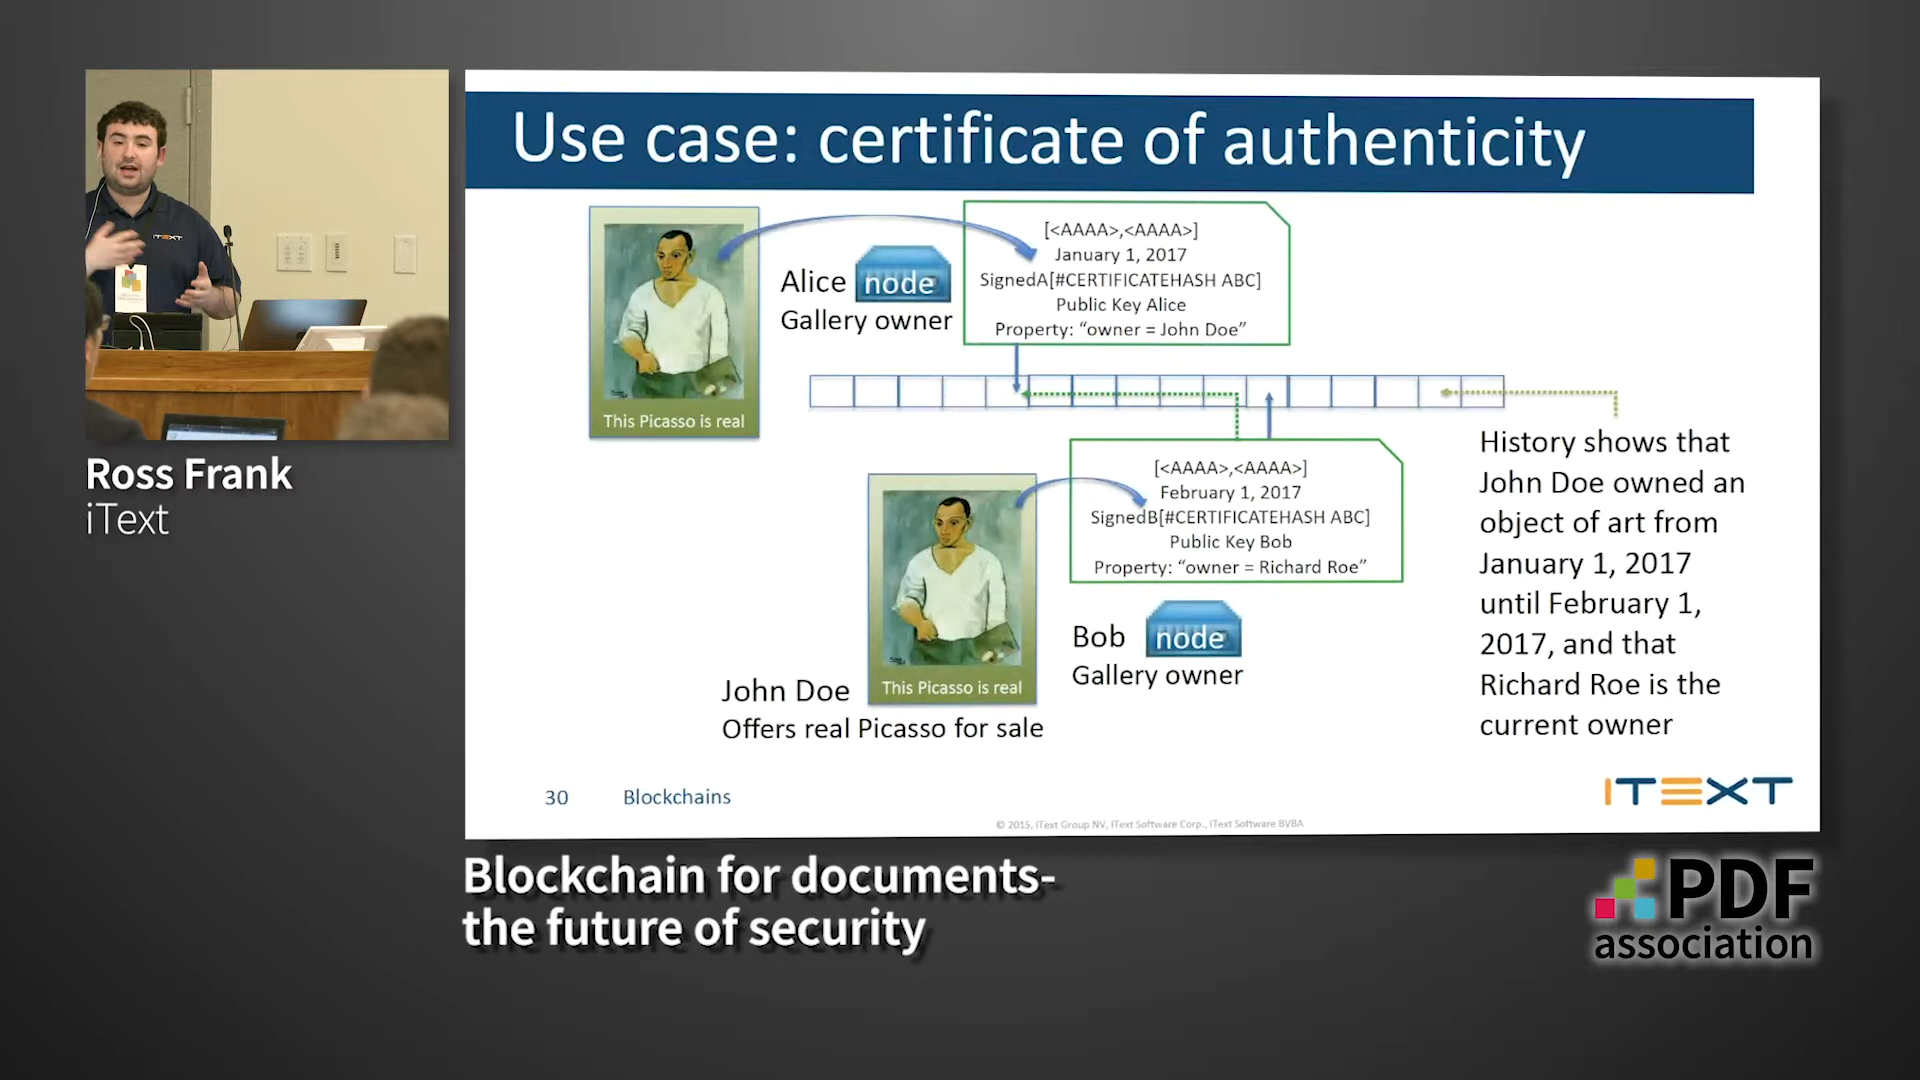 Use case: certificate of authenticity
This Picasso is real
Alice node
Gallery owner
[<AAAA>,<AAAA>]
January 1, 2017
SignedA[#CERTIFICATEHASH ABC]
Public Key Alice
Property: “owner = John Doe”
[<AAAA>,<AAAA>]
February 1, 2017
SignedB[#CERTIFICATEHASH ABC]
Public Key Bob
Property: “owner = Richard Roe”
This Picasso is real
John Doe
Offers real Picasso for sale
Bob node
Gallery owner
History shows that
John Doe owned an
object of art from
January 1, 2017
until February 1,
2017, and that
Richard Roe is the
current owner
30 Blockchains
iTEXT
© 2015, iText Group NV, iText Software Corp., iText Software BVBA
ITEXT
Ross Frank
iText
Blockchain for documents-
the future of security
PDF
association